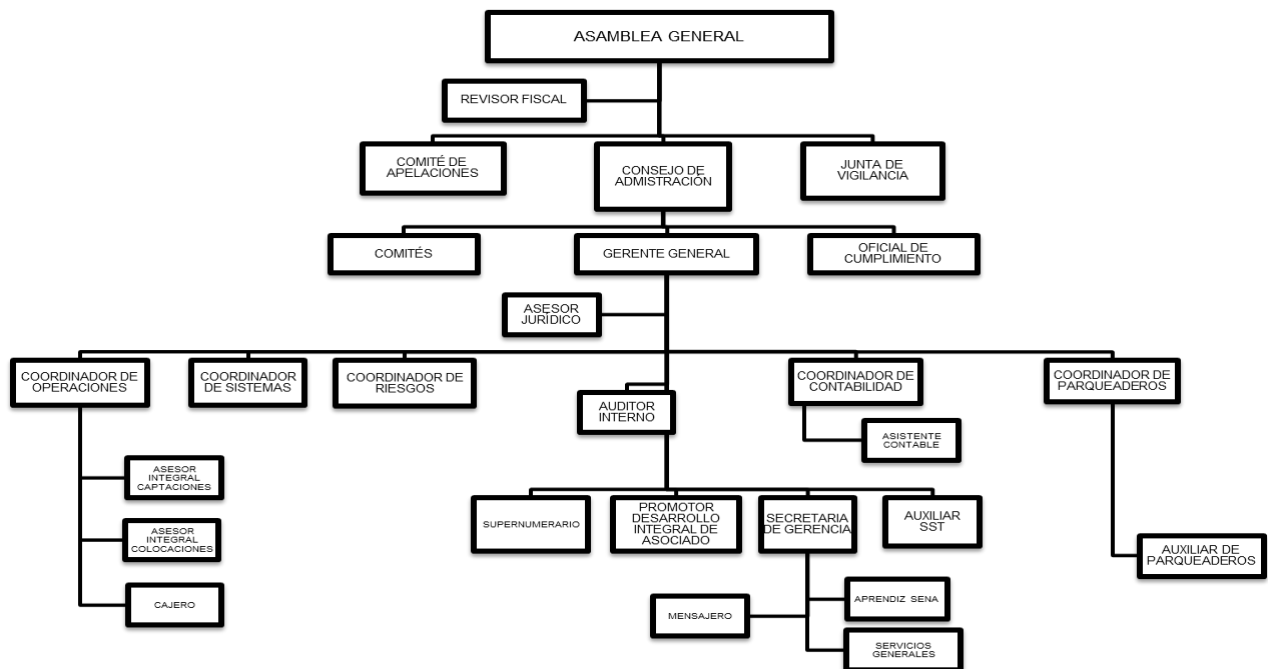 ASAMBLEA GENERAL
REVISOR FISCAL
COMITÉ DE
APELACIONES
CONSEJO DE
ADMISTRACIÓN
JUNTA DE
VIGILANCIA
COMITÉS
GERENTE GENERAL
OFICIAL DE
CUMPLIMIENTO
ASESOR
JURÍDICO
COORDINADOR DE
OPERACIONES
COORDINADOR
DE SISTEMAS
COORDINADOR DE
RIESGOS
COORDINADOR DE
CONTABILIDAD
COORDINADOR DE
PARQUEADEROS
AUDITOR
INTERNO
ASISTENTE
CONTABLE
ASESOR
INTEGRAL
CAPTACIONES
ASESOR
INTEGRAL
COLOCACIONES
CAJERO
SUPERNUMERARIO
PROMOTOR
DESARROLLO
INTEGRAL DE
ASOCIADO
SECRETARIA
DE GERENCIA
AUXILIAR
SST
AUXILIAR DE
PARQUEADEROS
MENSAJERO
APRENDIZ SENA
SERVICIOS
GENERALES